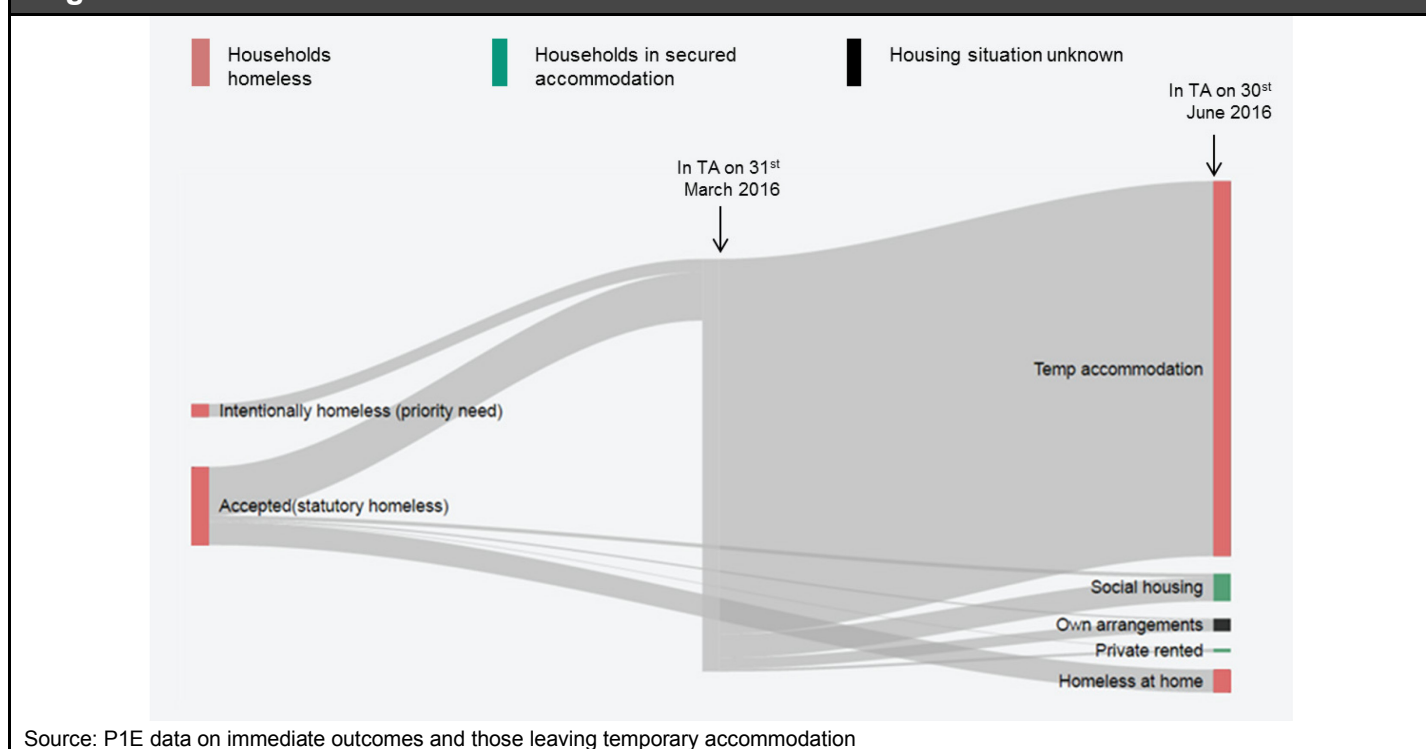 Households
homeless
Households in secured
accommodation
Housing situation unknown
In TA on 30st
June 2016
In TA on 31st
March 2016
Temp accommodation
Intentionally homeless (priority need)
Accepted(statutory homeless)
Social housing
Own arrangements
Private rented
Homeless at home
Source: P1E data on immediate outcomes and those leaving temporary accommodation